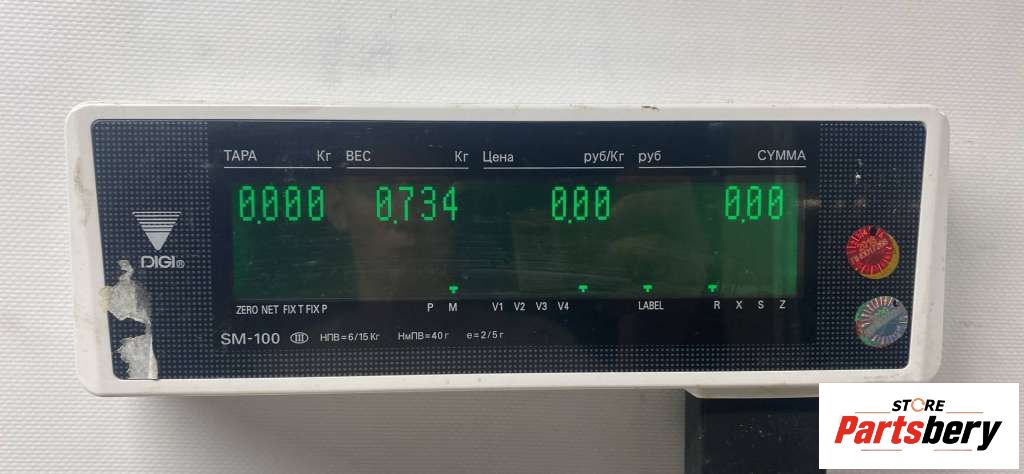 ТАРА Кг ВЕС Кг Цена руб/Кг руб СУММА
0.000 0.734 0.00 0.00
DIGI®
ZERO NET FIX T FIX P P M V1 V2 V3 V4 LABEL R X S Z
SM-100 III НПВ=6/15 Кг НмПВ=40 г e=2/5 г
STORE
Partsbery